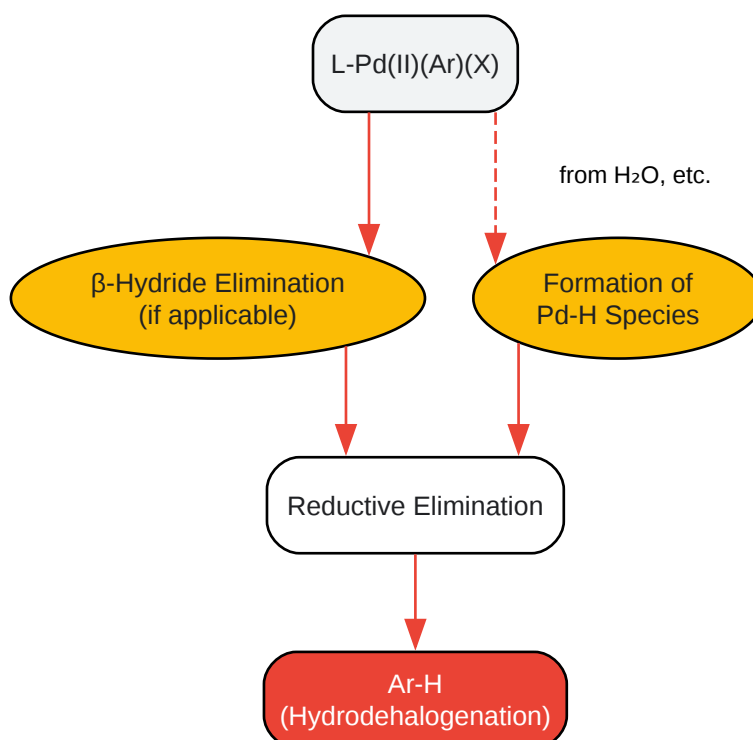 L-Pd(II)(Ar)(X)
from H₂O, etc.
β-Hydride Elimination
(if applicable)
Formation of
Pd-H Species
Reductive Elimination
Ar-H
(Hydrodehalogenation)